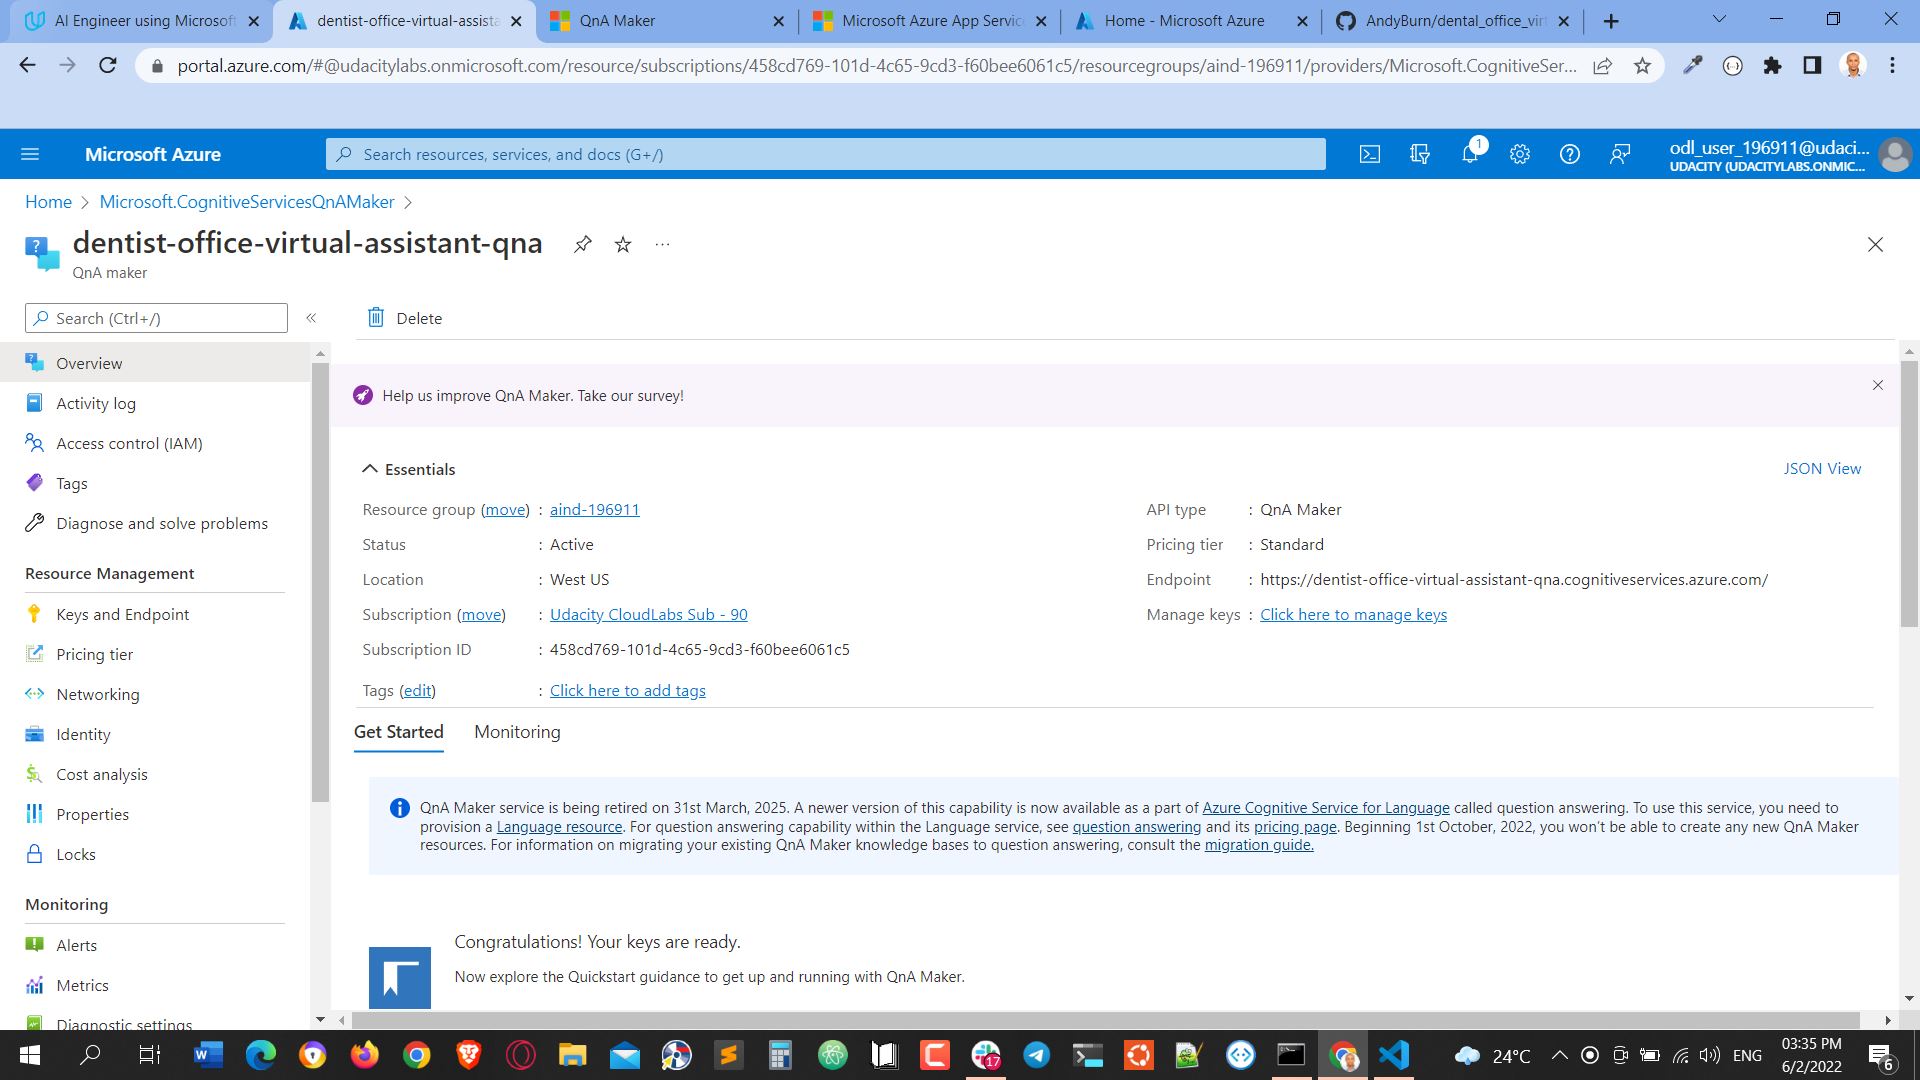 AI Engineer using Microsoft
dentist-office-virtual-assista
QnA Maker
Microsoft Azure App Service
Home - Microsoft Azure
AndyBurn/dental_office_virt
portal.azure.com/#@udacitylabs.onmicrosoft.com/resource/subscriptions/458cd769-101d-4c65-9cd3-f60bee6061c5/resourcegroups/aind-196911/providers/Microsoft.CognitiveSer...
Microsoft Azure
Search resources, services, and docs (G+/)
1
odl_user_196911@udaci...
UDACITY (UDACITYLABS.ONMIC...
Home > Microsoft.CognitiveServicesQnAMaker >
dentist-office-virtual-assistant-qna
QnA maker
Search (Ctrl+/)
«
Delete
Overview
Activity log
Access control (IAM)
Tags
Diagnose and solve problems
Resource Management
Keys and Endpoint
Pricing tier
Networking
Identity
Cost analysis
Properties
Locks
Monitoring
Alerts
Metrics
Diagnostic settings
Help us improve QnA Maker. Take our survey!
Essentials
JSON View
Resource group (move) : aind-196911
Status : Active
Location : West US
Subscription (move) : Udacity CloudLabs Sub - 90
Subscription ID : 458cd769-101d-4c65-9cd3-f60bee6061c5
Tags (edit) : Click here to add tags
API type : QnA Maker
Pricing tier : Standard
Endpoint : https://dentist-office-virtual-assistant-qna.cognitiveservices.azure.com/
Manage keys : Click here to manage keys
Get Started
Monitoring
QnA Maker service is being retired on 31st March, 2025. A newer version of this capability is now available as a part of Azure Cognitive Service for Language called question answering. To use this service, you need to
provision a Language resource. For question answering capability within the Language service, see question answering and its pricing page. Beginning 1st October, 2022, you won't be able to create any new QnA Maker
resources. For information on migrating your existing QnA Maker knowledge bases to question answering, consult the migration guide.
Congratulations! Your keys are ready.
Now explore the Quickstart guidance to get up and running with QnA Maker.
17
24°C
ENG
03:35 PM
6/2/2022
6